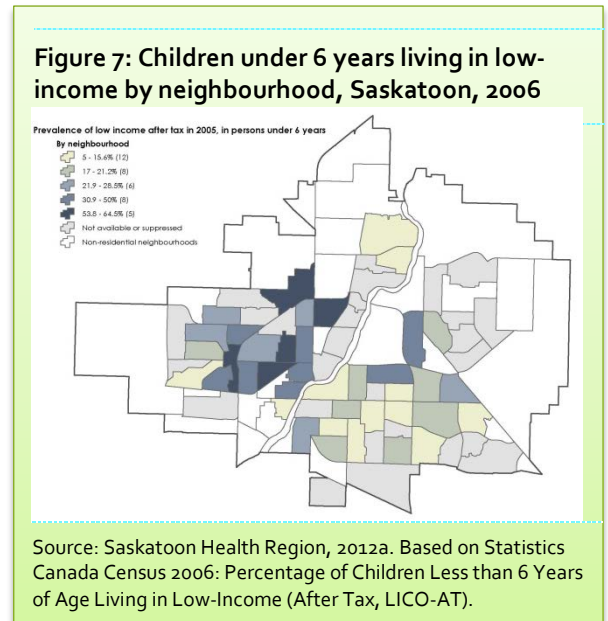 Figure 7: Children under 6 years living in low-
income by neighbourhood, Saskatoon, 2006
Prevalence of low income after tax in 2005, in persons under 6 years
By neighbourhood
5 - 15.6% (12)
17 - 21.2% (8)
21.9 - 28.5% (6)
30.9 - 50% (8)
53.8 - 64.5% (5)
Not available or suppressed
Non-residential neighbourhoods
Source: Saskatoon Health Region, 2012a. Based on Statistics
Canada Census 2006: Percentage of Children Less than 6 Years
of Age Living in Low-Income (After Tax, LICO-AT).